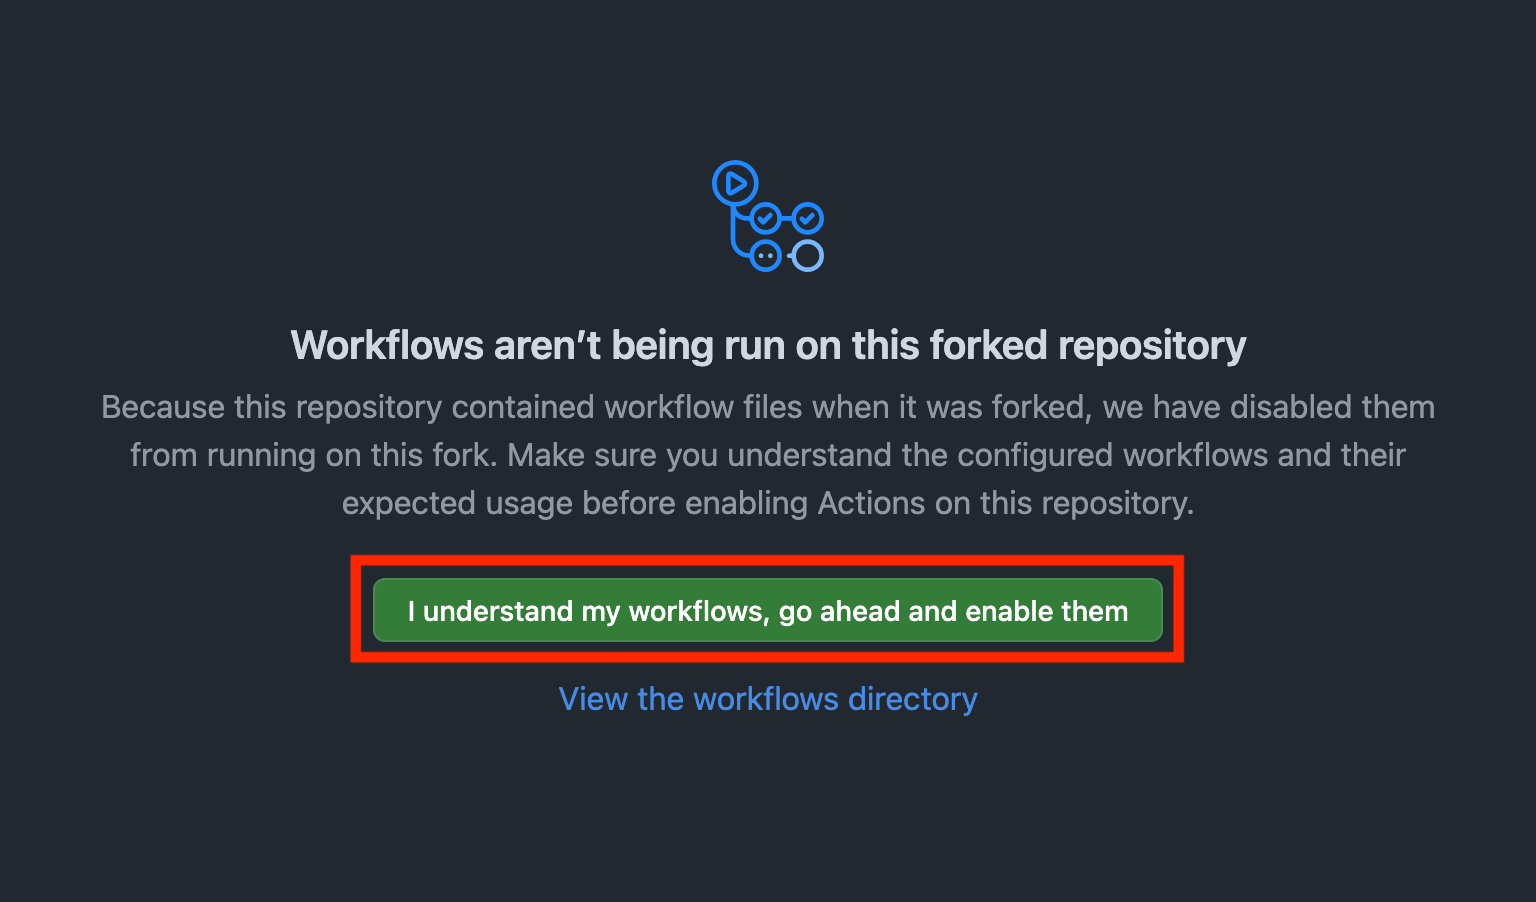 Workflows aren’t being run on this forked repository
Because this repository contained workflow files when it was forked, we have disabled them
from running on this fork. Make sure you understand the configured workflows and their
expected usage before enabling Actions on this repository.
I understand my workflows, go ahead and enable them
View the workflows directory